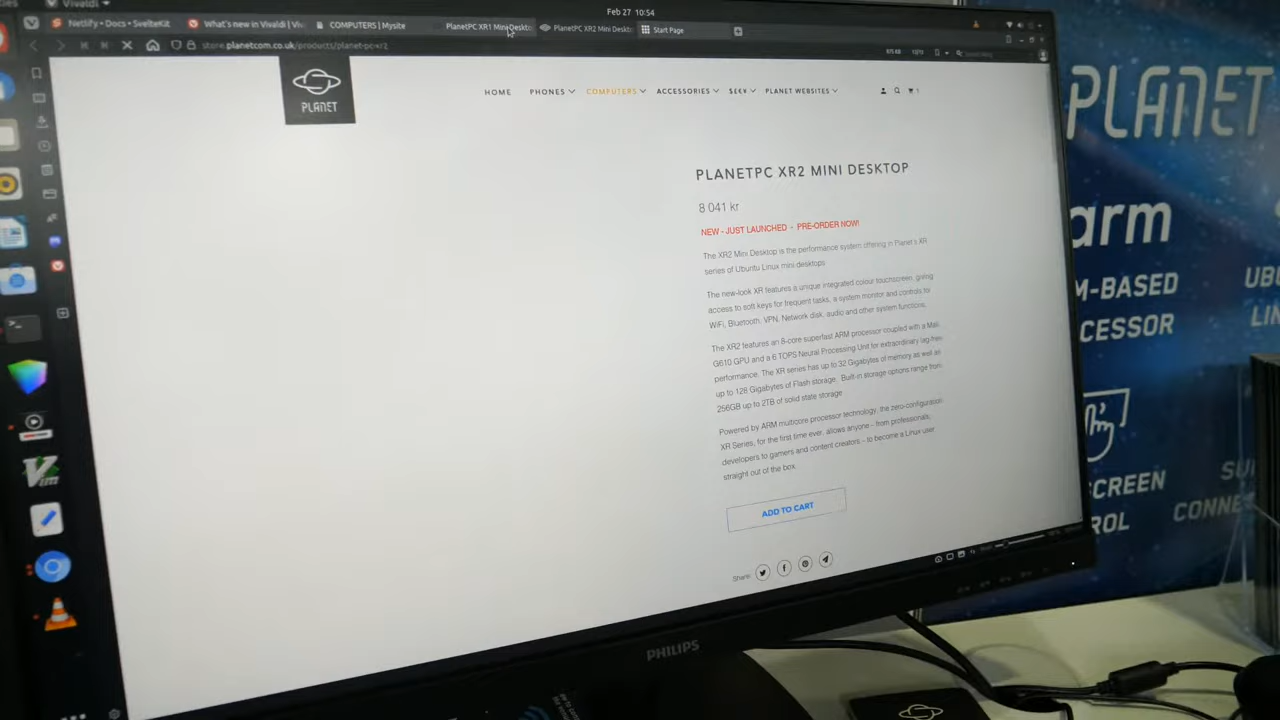 Vivaldi
Feb 27 10:54
Netlify • Docs • SvelteKit
What's new in Vivaldi | Viv
COMPUTERS | Mysite
PlanetPC XR1 Mini Deskto
PlanetPC XR2 Mini Deskt
Start Page
store.planetcom.co.uk/products/planet-pc-xr2
PLANET
HOME
PHONES
COMPUTERS
ACCESSORIES
$£€¥
PLANET WEBSITES
PLANETPC XR2 MINI DESKTOP
8 041 kr
NEW - JUST LAUNCHED - PRE-ORDER NOW!
The XR2 Mini Desktop is the performance system offering in Planet's XR
series of Ubuntu Linux mini desktops
The new-look XR features a unique integrated colour touchscreen, giving
access to soft keys for frequent tasks, a system monitor and controls for
WiFi, Bluetooth, VPN, Network disk, audio and other system functions.
The XR2 features an 8-core superfast ARM processor coupled with a Mali
G610 GPU and a 6 TOPS Neural Processing Unit for extraordinary lag-free
performance. The XR series has up to 32 Gigabytes of memory as well as
up to 128 Gigabytes of Flash storage. Built-in storage options range from
256GB up to 2TB of solid state storage
Powered by ARM multicore processor technology, the zero-configuration
XR Series, for the first time ever, allows anyone - from professionals,
developers to gamers and content creators - to become a Linux user
straight out of the box.
ADD TO CART
Share:
PHILIPS
PLANET
arm
M-BASED
CESSOR
UBU
LIN
SCREEN
ROL
SU
CONNE